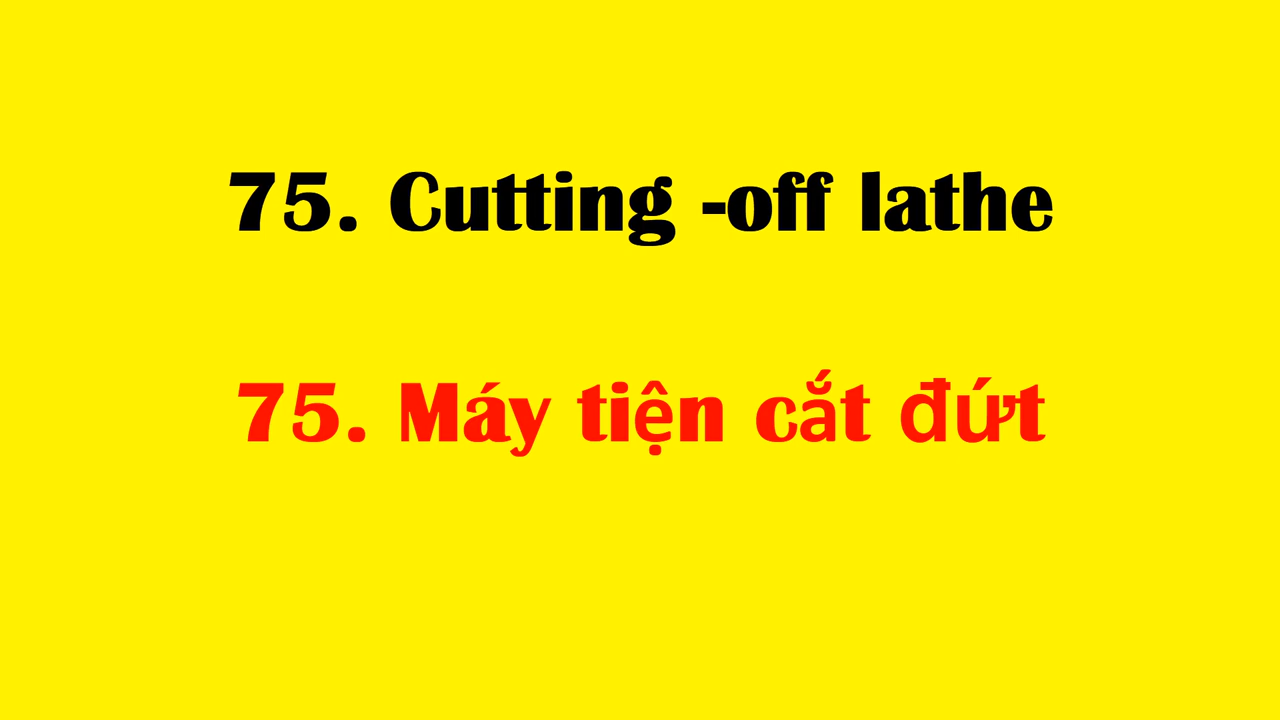 75. Cutting -off lathe
75. Máy tiện cắt đứt